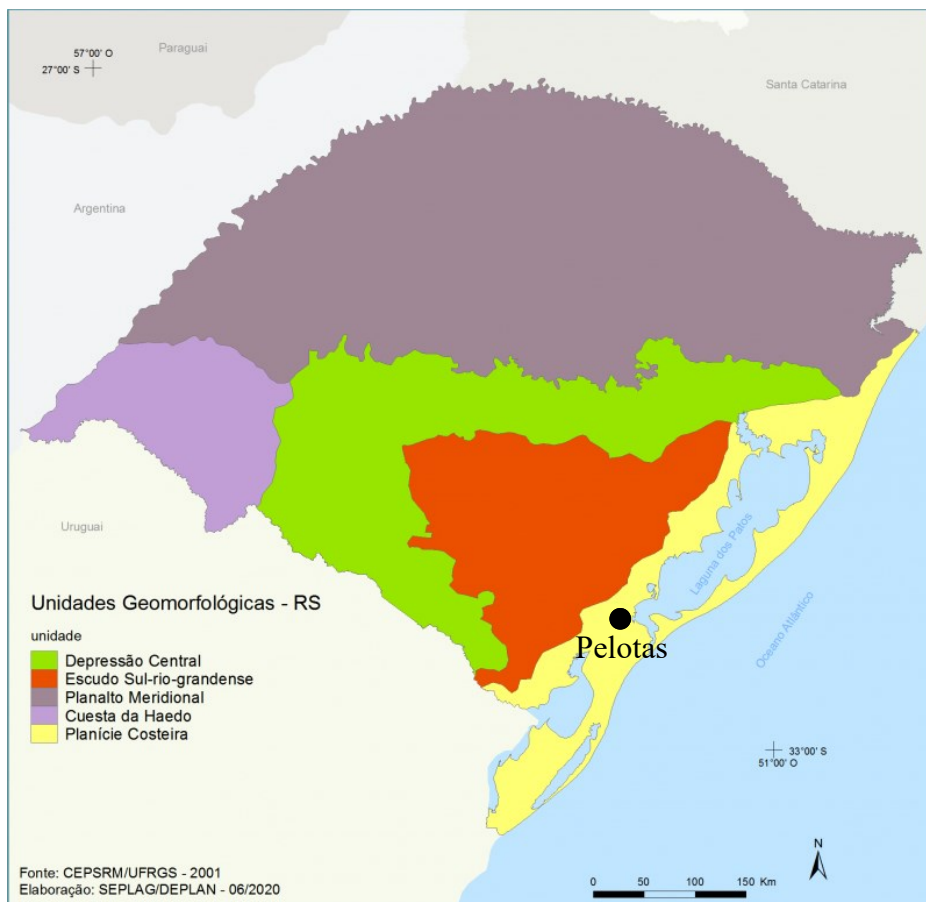 57°00' O
27°00' S
Paraguai
Santa Catarina
Argentina
Uruguai
Laguna dos Patos
Oceano Atlântico
Pelotas
Unidades Geomorfológicas - RS
unidade
Depressão Central
Escudo Sul-rio-grandense
Planalto Meridional
Cuesta da Haedo
Planície Costeira
33°00' S
51°00' O
N
Fonte: CEPSRM/UFRGS - 2001
Elaboração: SEPLAG/DEPLAN - 06/2020
0 50 100 150 Km